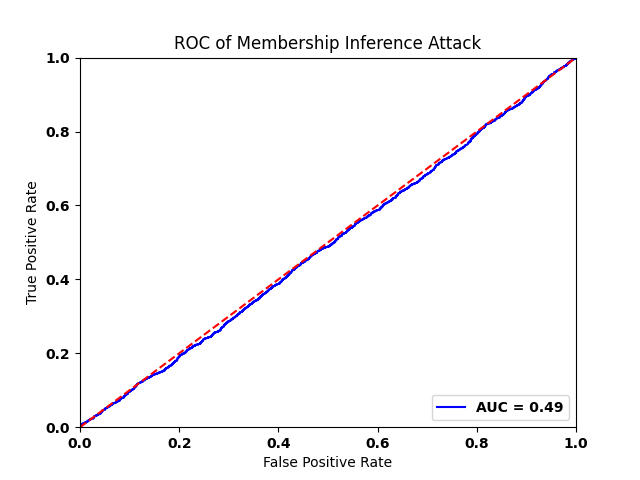 ROC of Membership Inference Attack
1.0
0.8
0.6
0.4
0.2
0.0
True Positive Rate
AUC = 0.49
0.0 0.2 0.4 0.6 0.8 1.0
False Positive Rate